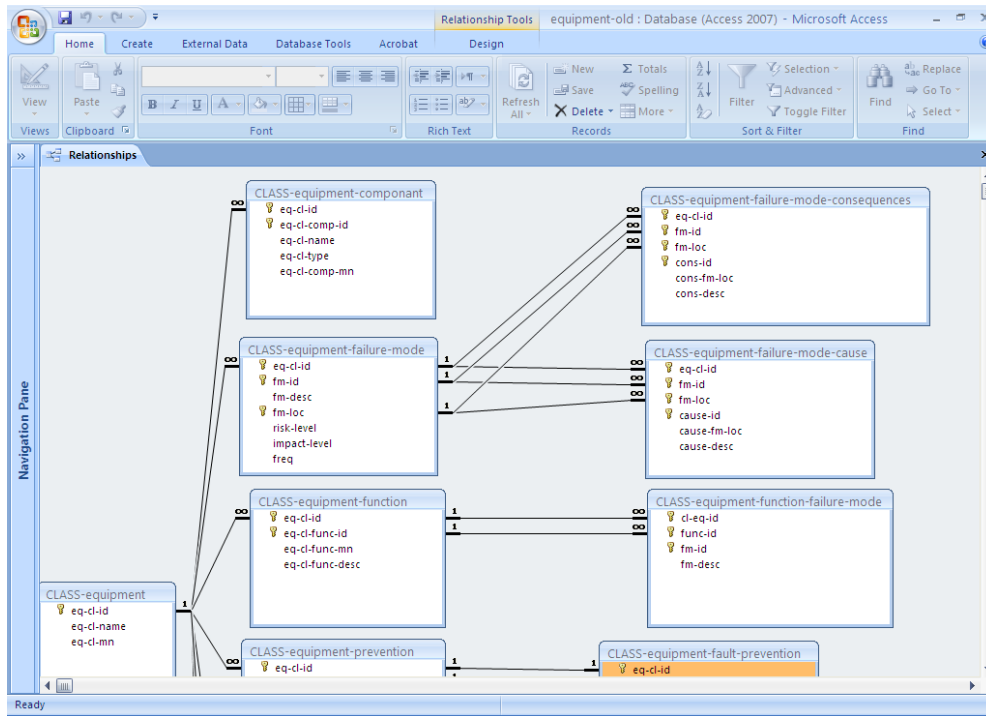 Relationship Tools
equipment-old : Database (Access 2007) - Microsoft Access
Home Create External Data Database Tools Acrobat Design
View
Views
Paste
Clipboard
B I U A
Font
ab
Rich Text
Refresh All
New
Save
Delete
Σ Totals
Spelling
More
Records
Filter
Selection
Advanced
Toggle Filter
Sort & Filter
Find
Replace
Go To
Select
Find
»
Relationships
Navigation Pane
CLASS-equipment-componant
eq-cl-id
eq-cl-comp-id
eq-cl-name
eq-cl-type
eq-cl-comp-mn
CLASS-equipment-failure-mode-consequences
eq-cl-id
fm-id
fm-loc
cons-id
cons-fm-loc
cons-desc
CLASS-equipment-failure-mode
eq-cl-id
fm-id
fm-desc
fm-loc
risk-level
impact-level
freq
CLASS-equipment-failure-mode-cause
eq-cl-id
fm-id
fm-loc
cause-id
cause-fm-loc
cause-desc
CLASS-equipment-function
eq-cl-id
eq-cl-func-id
eq-cl-func-mn
eq-cl-func-desc
CLASS-equipment-function-failure-mode
cl-eq-id
func-id
fm-id
fm-desc
CLASS-equipment
eq-cl-id
eq-cl-name
eq-cl-mn
CLASS-equipment-prevention
eq-cl-id
CLASS-equipment-fault-prevention
eq-cl-id
∞ ∞ ∞ ∞
∞ 1 ∞
1 ∞
1 ∞
∞ 1 ∞
1 ∞
1
∞ 1 1
Ready